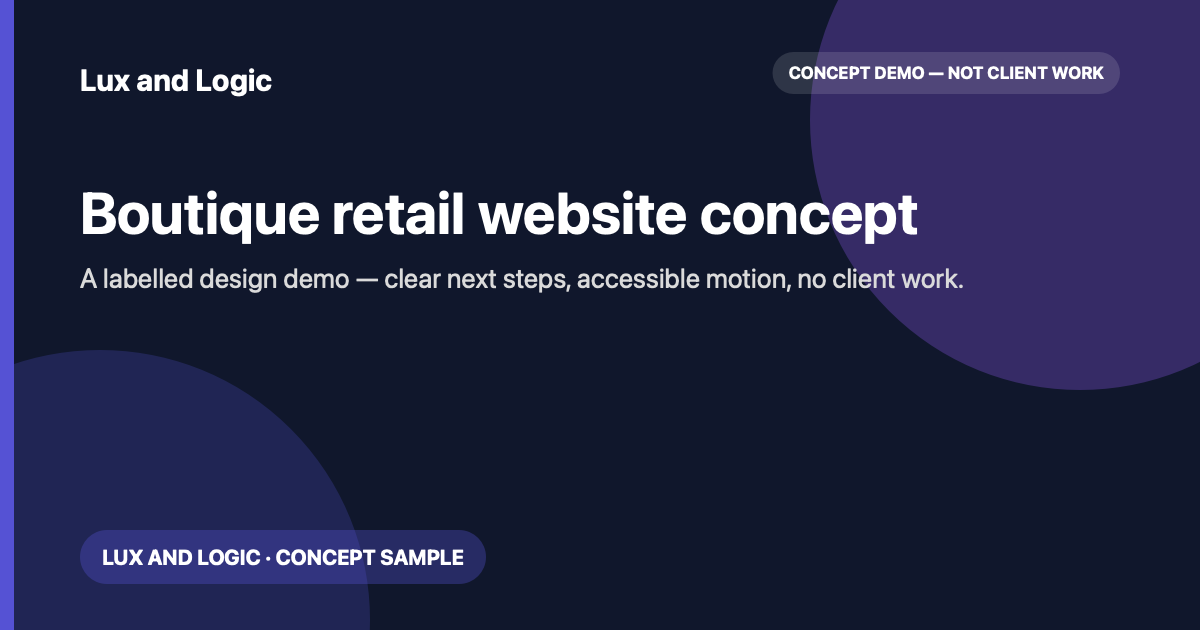 Lux and Logic
CONCEPT DEMO — NOT CLIENT WORK
Boutique retail website concept
A labelled design demo — clear next steps, accessible motion, no client work.
LUX AND LOGIC · CONCEPT SAMPLE